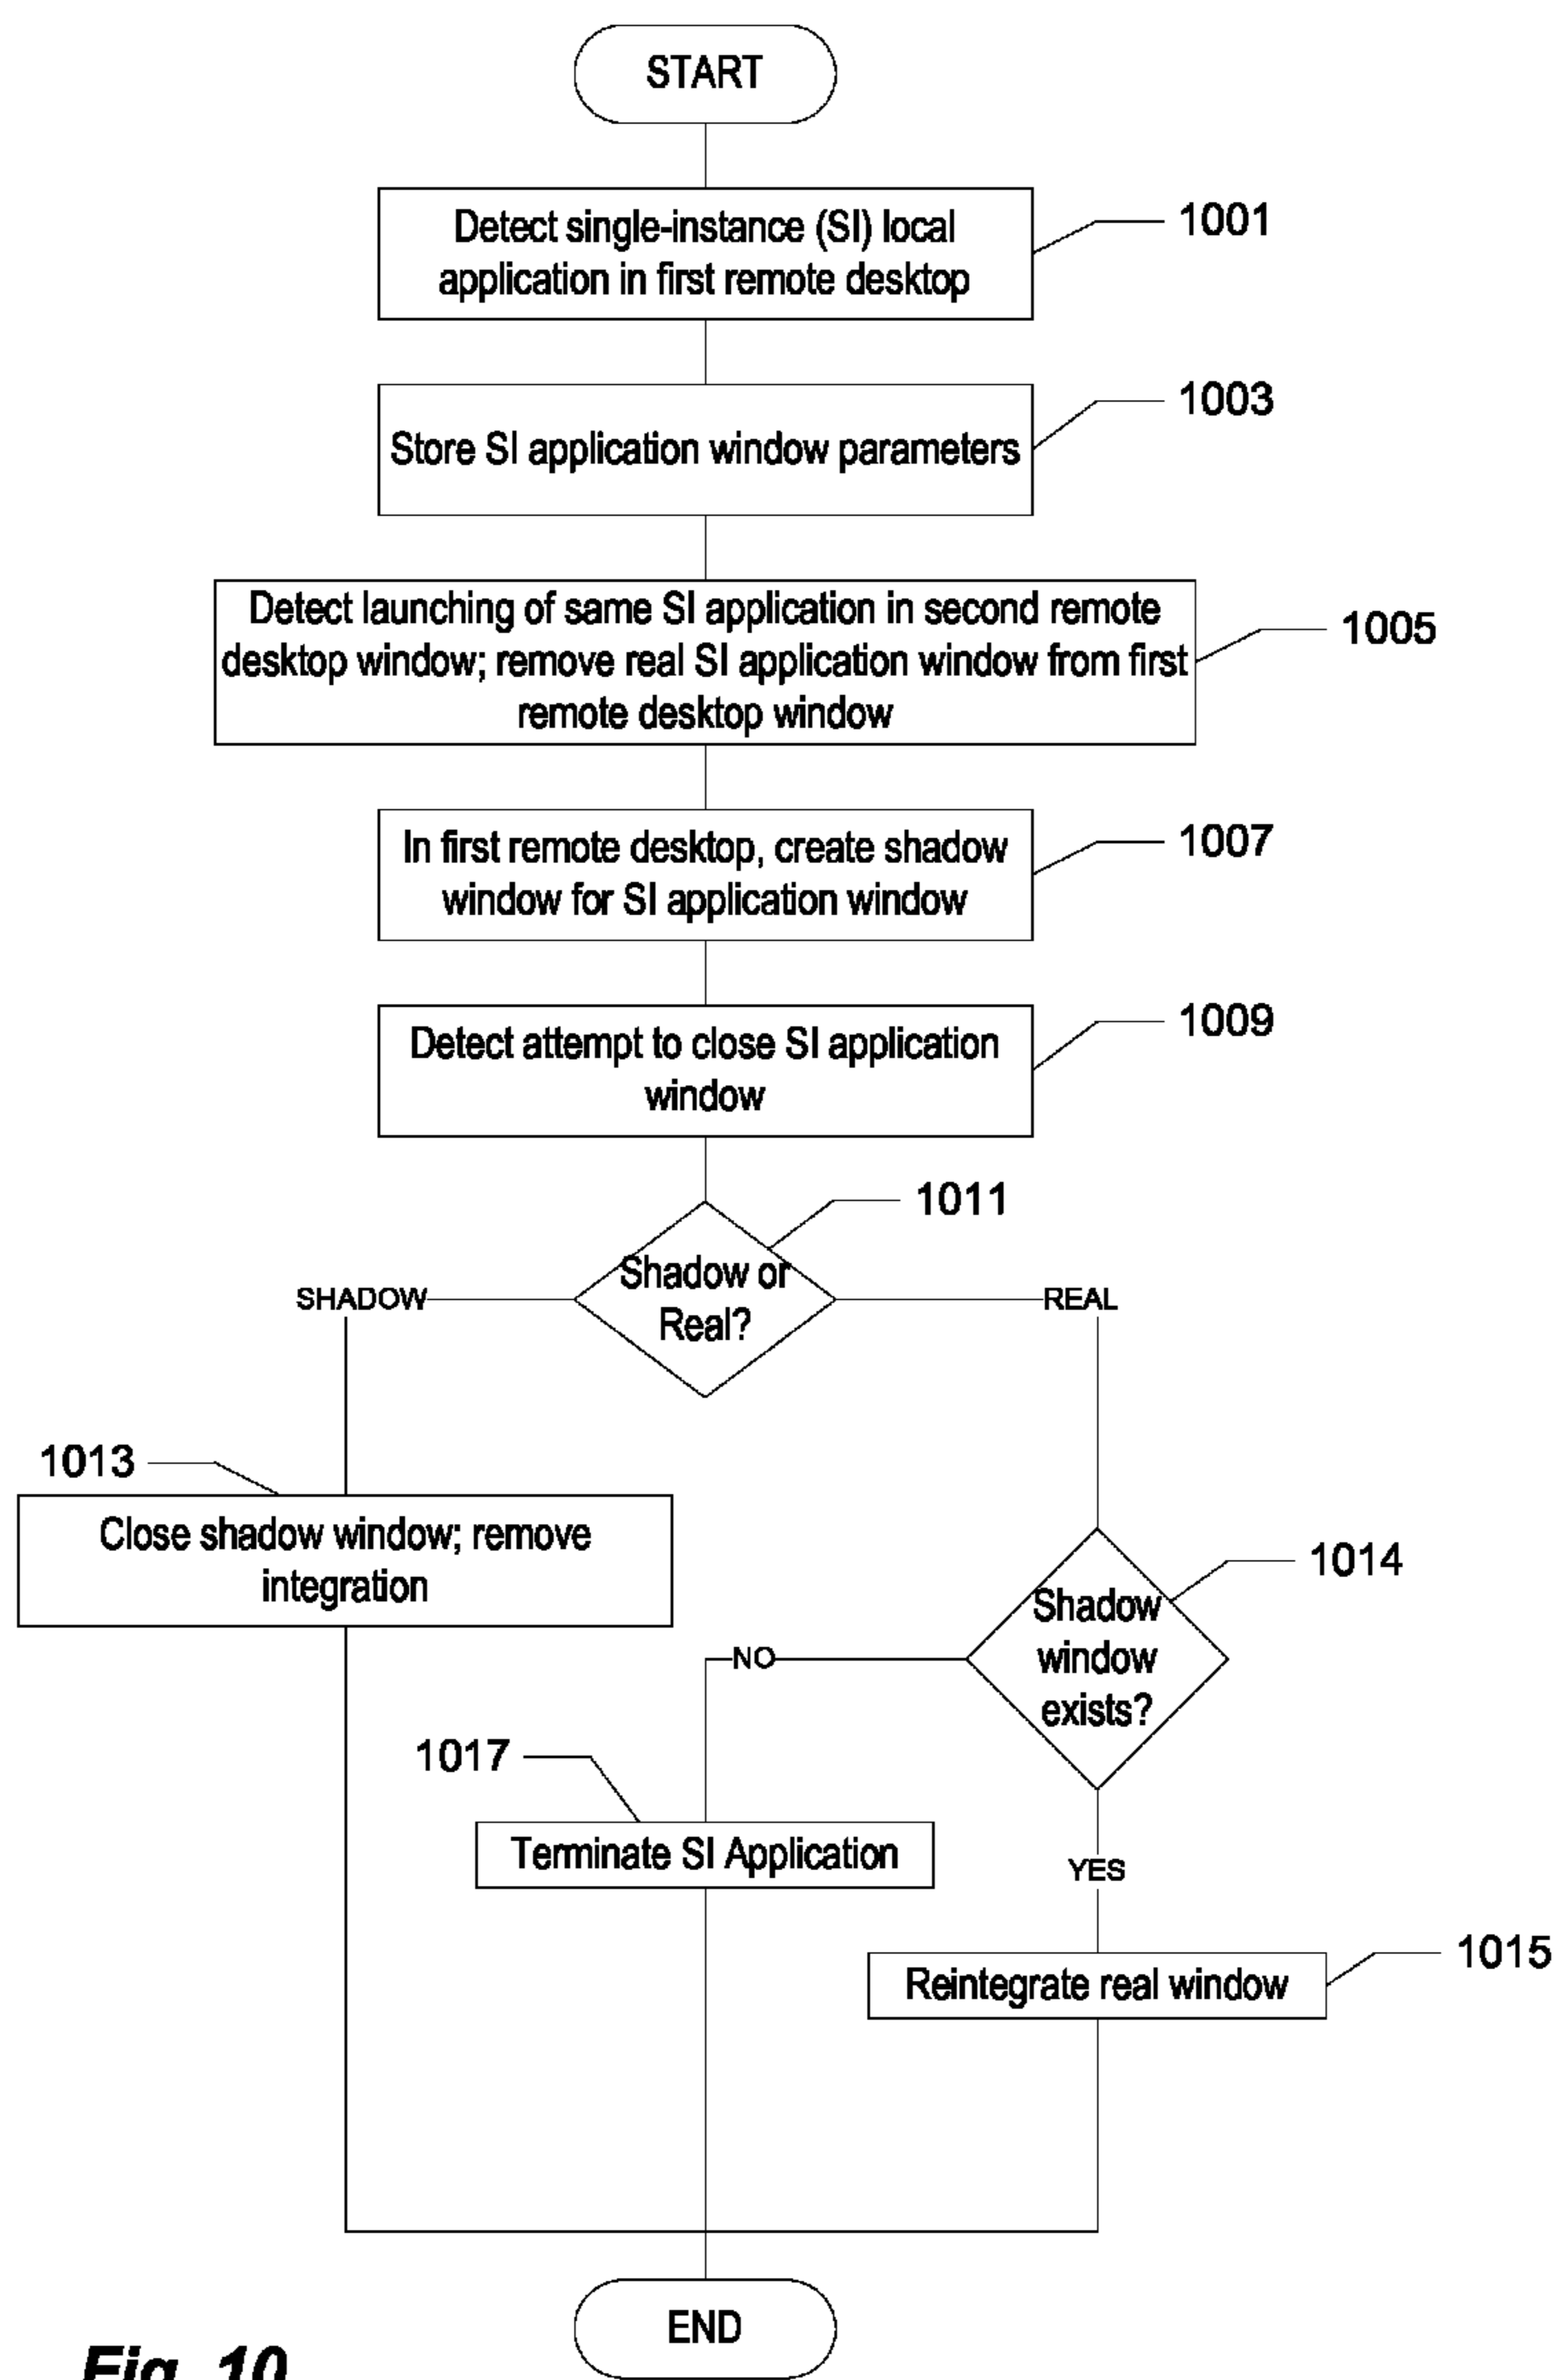 START
Detect single-instance (SI) local
application in first remote desktop
1001
Store SI application window parameters
1003
Detect launching of same SI application in second remote
desktop window; remove real SI application window from first
remote desktop window
1005
In first remote desktop, create shadow
window for SI application window
1007
Detect attempt to close SI application
window
1009
1011
Shadow or
Real?
SHADOW
REAL
1013
Close shadow window; remove
integration
1014
Shadow
window
exists?
NO
1017
Terminate SI Application
YES
1015
Reintegrate real window
END
Fig. 10